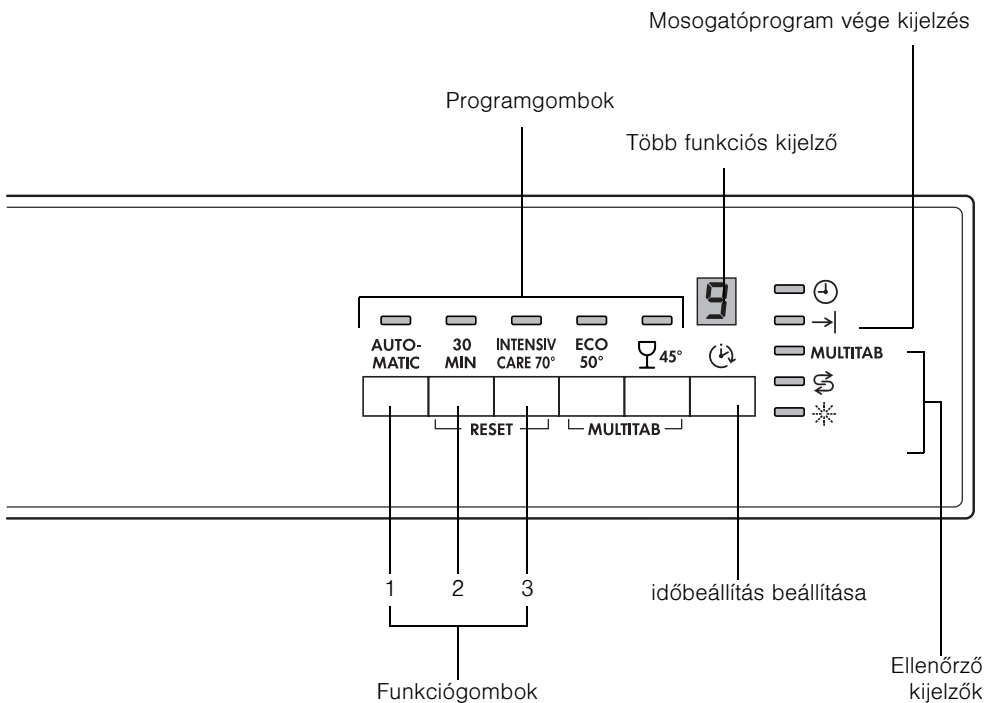 Mosogatóprogram vége kijelzés
Programgombok
Több funkciós kijelző
9
AUTO-
MATIC
30
MIN
INTENSIV
CARE 70°
ECO
50°
45°
MULTITAB
RESET
MULTITAB
1
2
3
időbeállítás beállítása
Funkciógombok
Ellenőrző
kijelzők